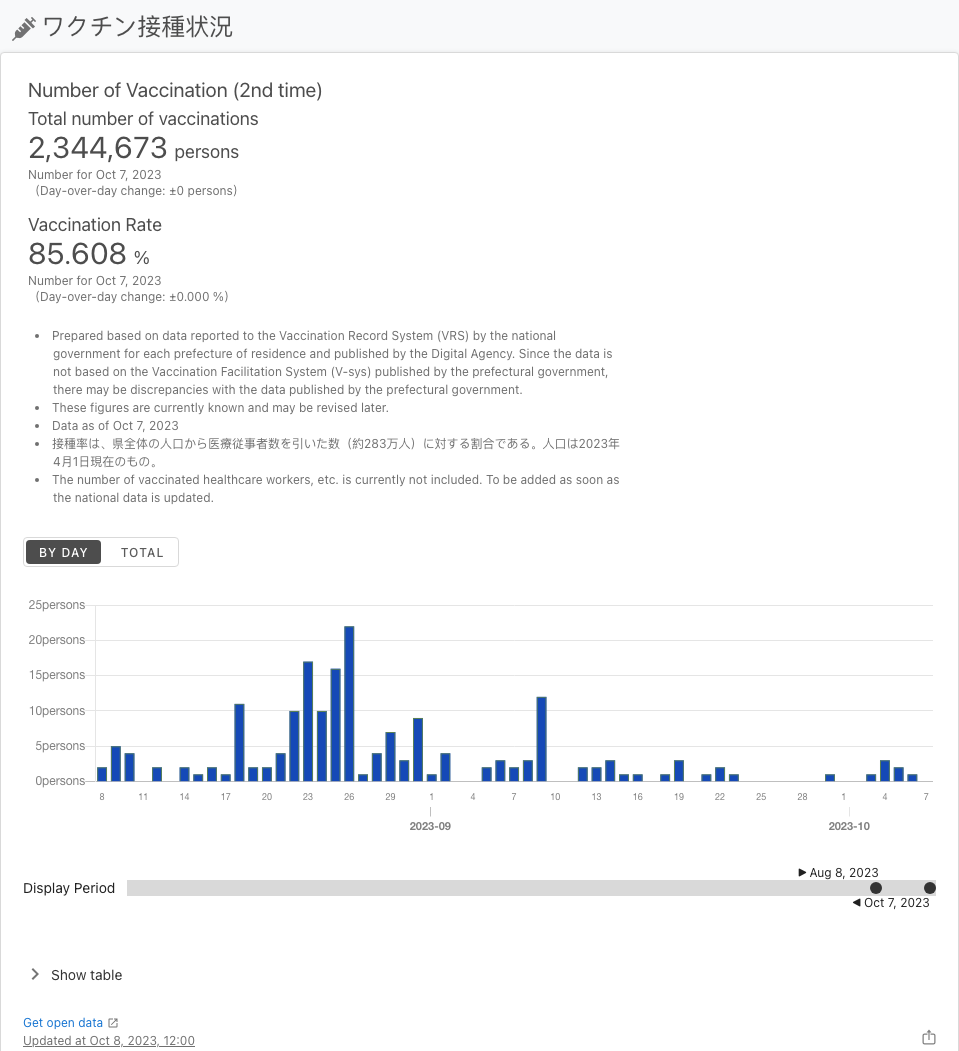 ワクチン接種状況
Number of Vaccination (2nd time)
Total number of vaccinations
2,344,673 persons
Number for Oct 7, 2023
(Day-over-day change: ±0 persons)
Vaccination Rate
85.608 %
Number for Oct 7, 2023
(Day-over-day change: ±0.000 %)
• Prepared based on data reported to the Vaccination Record System (VRS) by the national
government for each prefecture of residence and published by the Digital Agency. Since the data is
not based on the Vaccination Facilitation System (V-sys) published by the prefectural government,
there may be discrepancies with the data published by the prefectural government.
• These figures are currently known and may be revised later.
• Data as of Oct 7, 2023
• 接種率は、県全体の人口から医療従事者数を引いた数（約283万人）に対する割合である。人口は2023年
4月1日現在のもの。
• The number of vaccinated healthcare workers, etc. is currently not included. To be added as soon as
the national data is updated.
BY DAY TOTAL
25persons
20persons
15persons
10persons
5persons
0persons
8 11 14 17 20 23 26 29 1 4 7 10 13 16 19 22 25 28 1 4 7
2023-09 2023-10
Aug 8, 2023
Display Period
Oct 7, 2023
Show table
Get open data
Updated at Oct 8, 2023, 12:00